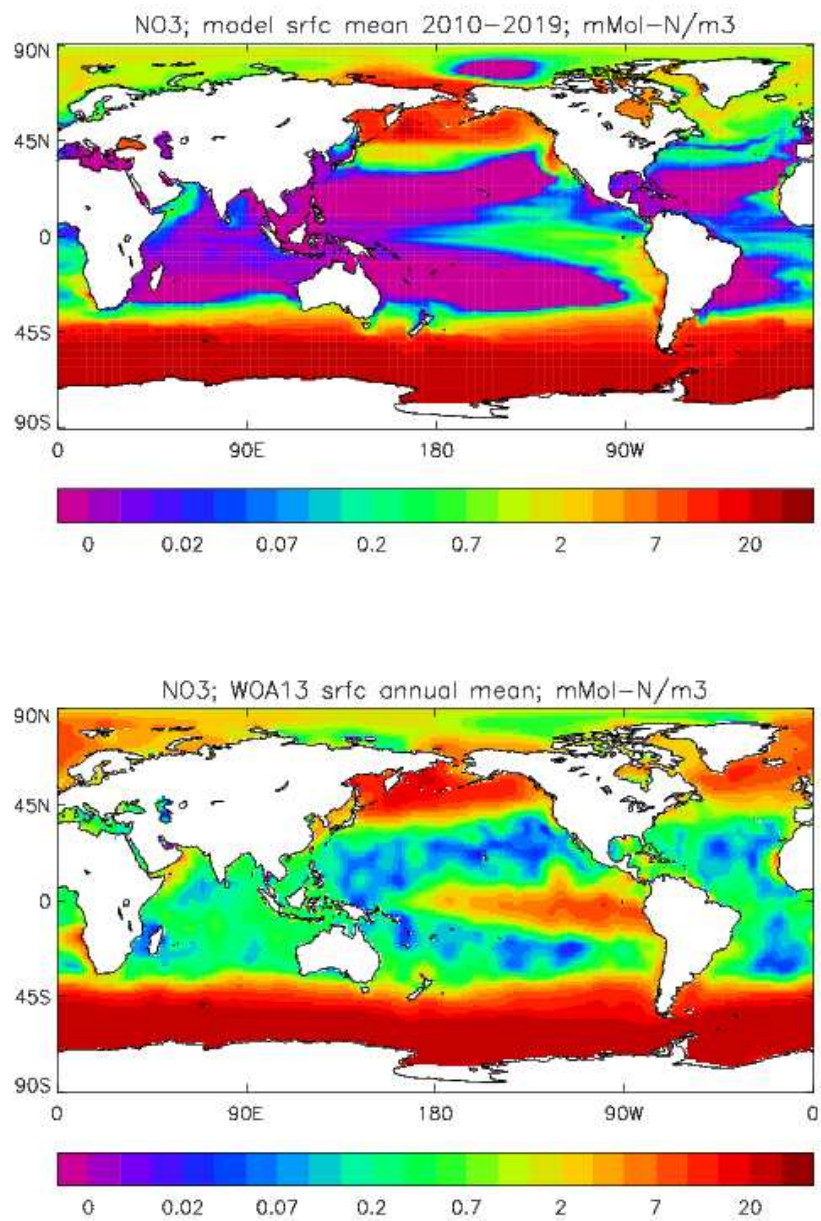 NO3; model srfc mean 2010-2019; mMol-N/m3
90N
45N
0
45S
90S
0 90E 180 90W
0 0.02 0.07 0.2 0.7 2 7 20
NO3; WOA13 srfc annual mean; mMol-N/m3
90N
45N
0
45S
90S
0 90E 180 90W 0
0 0.02 0.07 0.2 0.7 2 7 20